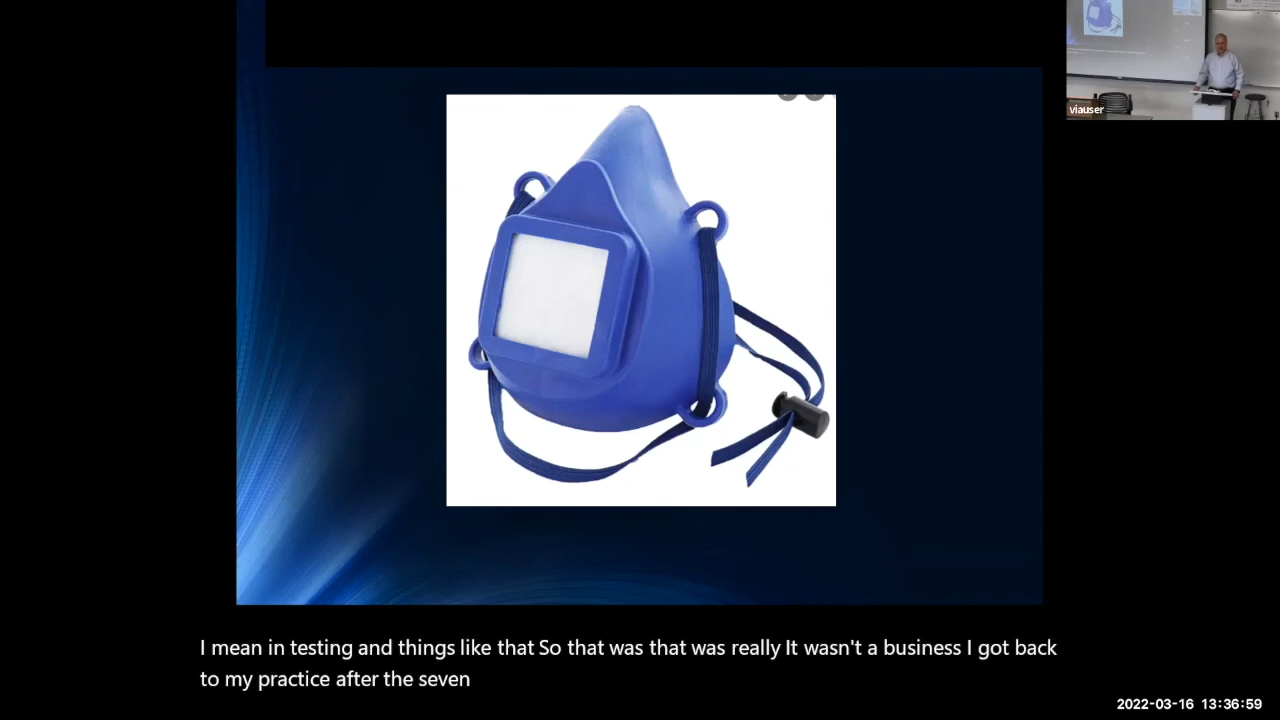 viauser
I mean in testing and things like that So that was that was really It wasn't a business I got back
to my practice after the seven
2022-03-16 13:36:59